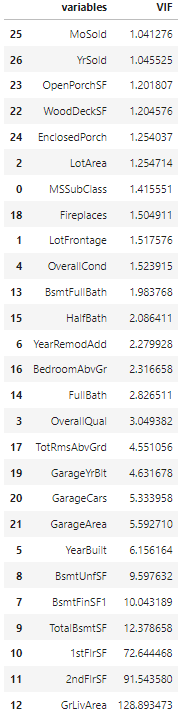 variables VIF
25 MoSold 1.041276
26 YrSold 1.045525
23 OpenPorchSF 1.201807
22 WoodDeckSF 1.204576
24 EnclosedPorch 1.254037
2 LotArea 1.254714
0 MSSubClass 1.415551
18 Fireplaces 1.504911
1 LotFrontage 1.517576
4 OverallCond 1.523915
13 BsmtFullBath 1.983768
15 HalfBath 2.086411
6 YearRemodAdd 2.279928
16 BedroomAbvGr 2.316658
14 FullBath 2.826511
3 OverallQual 3.049382
17 TotRmsAbvGrd 4.551056
19 GarageYrBlt 4.631678
20 GarageCars 5.333958
21 GarageArea 5.592710
5 YearBuilt 6.156164
8 BsmtUnfSF 9.597632
7 BsmtFinSF1 10.043189
9 TotalBsmtSF 12.378658
10 1stFlrSF 72.644468
11 2ndFlrSF 91.543580
12 GrLivArea 128.893473